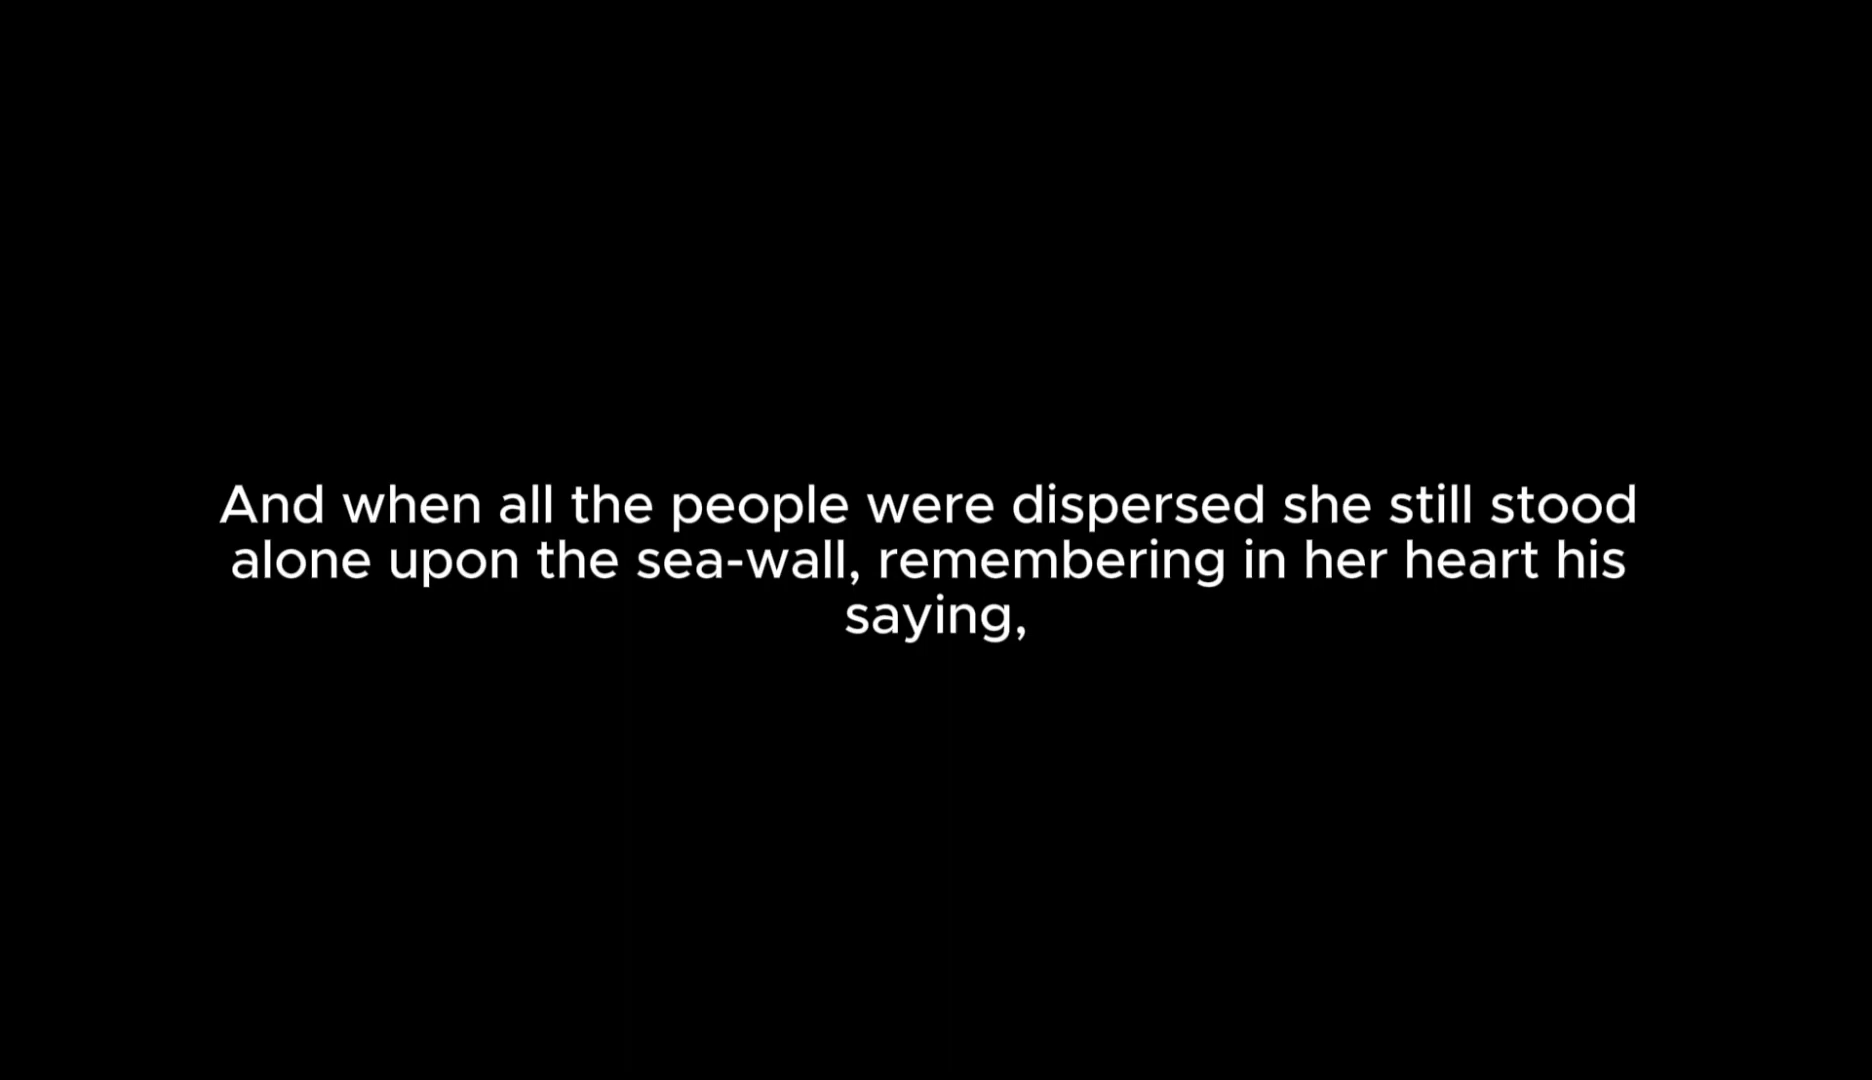 And when all the people were dispersed she still stood
alone upon the sea-wall, remembering in her heart his
saying,